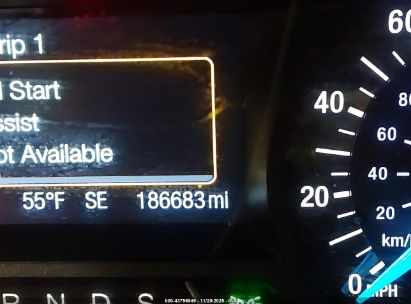 rip 1
l Start
ssist
ot Available
55°F SE 186683 mi
60
40
20
0 MPH
80
60
40
20
km/
R N D S